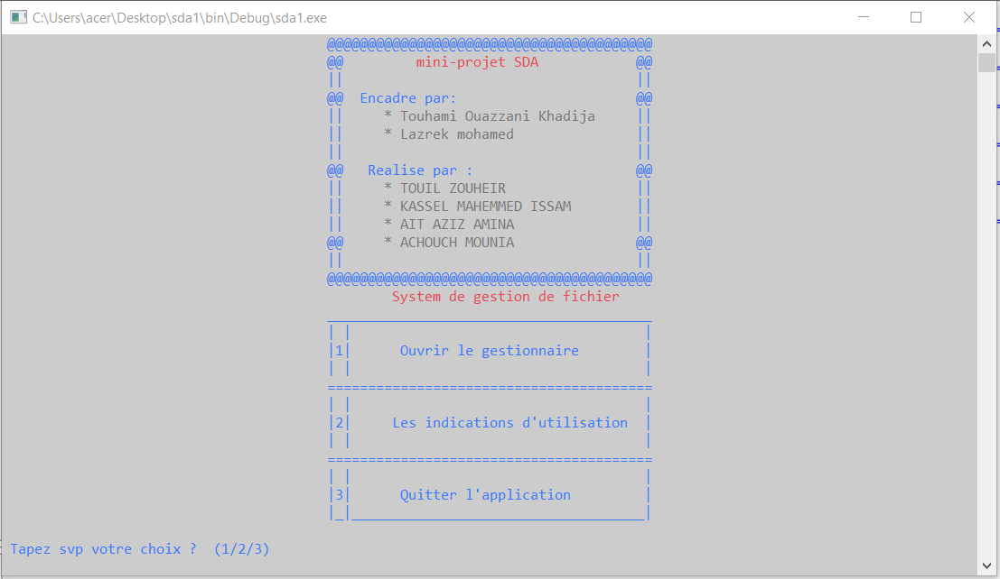 C:\Users\acer\Desktop\sda1\bin\Debug\sda1.exe
@@@@@@@@@@@@@@@@@@@@@@@@@@@@@@@@@@@@@@@@
@@ mini-projet SDA @@
|| ||
@@ Encadre par: @@
|| * Touhami Ouazzani Khadija ||
|| * Lazrek mohamed ||
|| ||
@@ Realise par : @@
|| * TOUIL ZOUHEIR ||
|| * KASSEL MAHEMMED ISSAM ||
|| * AIT AZIZ AMINA ||
@@ * ACHOUCH MOUNIA @@
|| ||
@@@@@@@@@@@@@@@@@@@@@@@@@@@@@@@@@@@@@@@@
System de gestion de fichier
________________________________________
| | |
|1| Ouvrir le gestionnaire |
| | |
========================================
| | |
|2| Les indications d'utilisation |
| | |
========================================
| | |
|3| Quitter l'application |
|_|____________________________________|
Tapez svp votre choix ? (1/2/3)